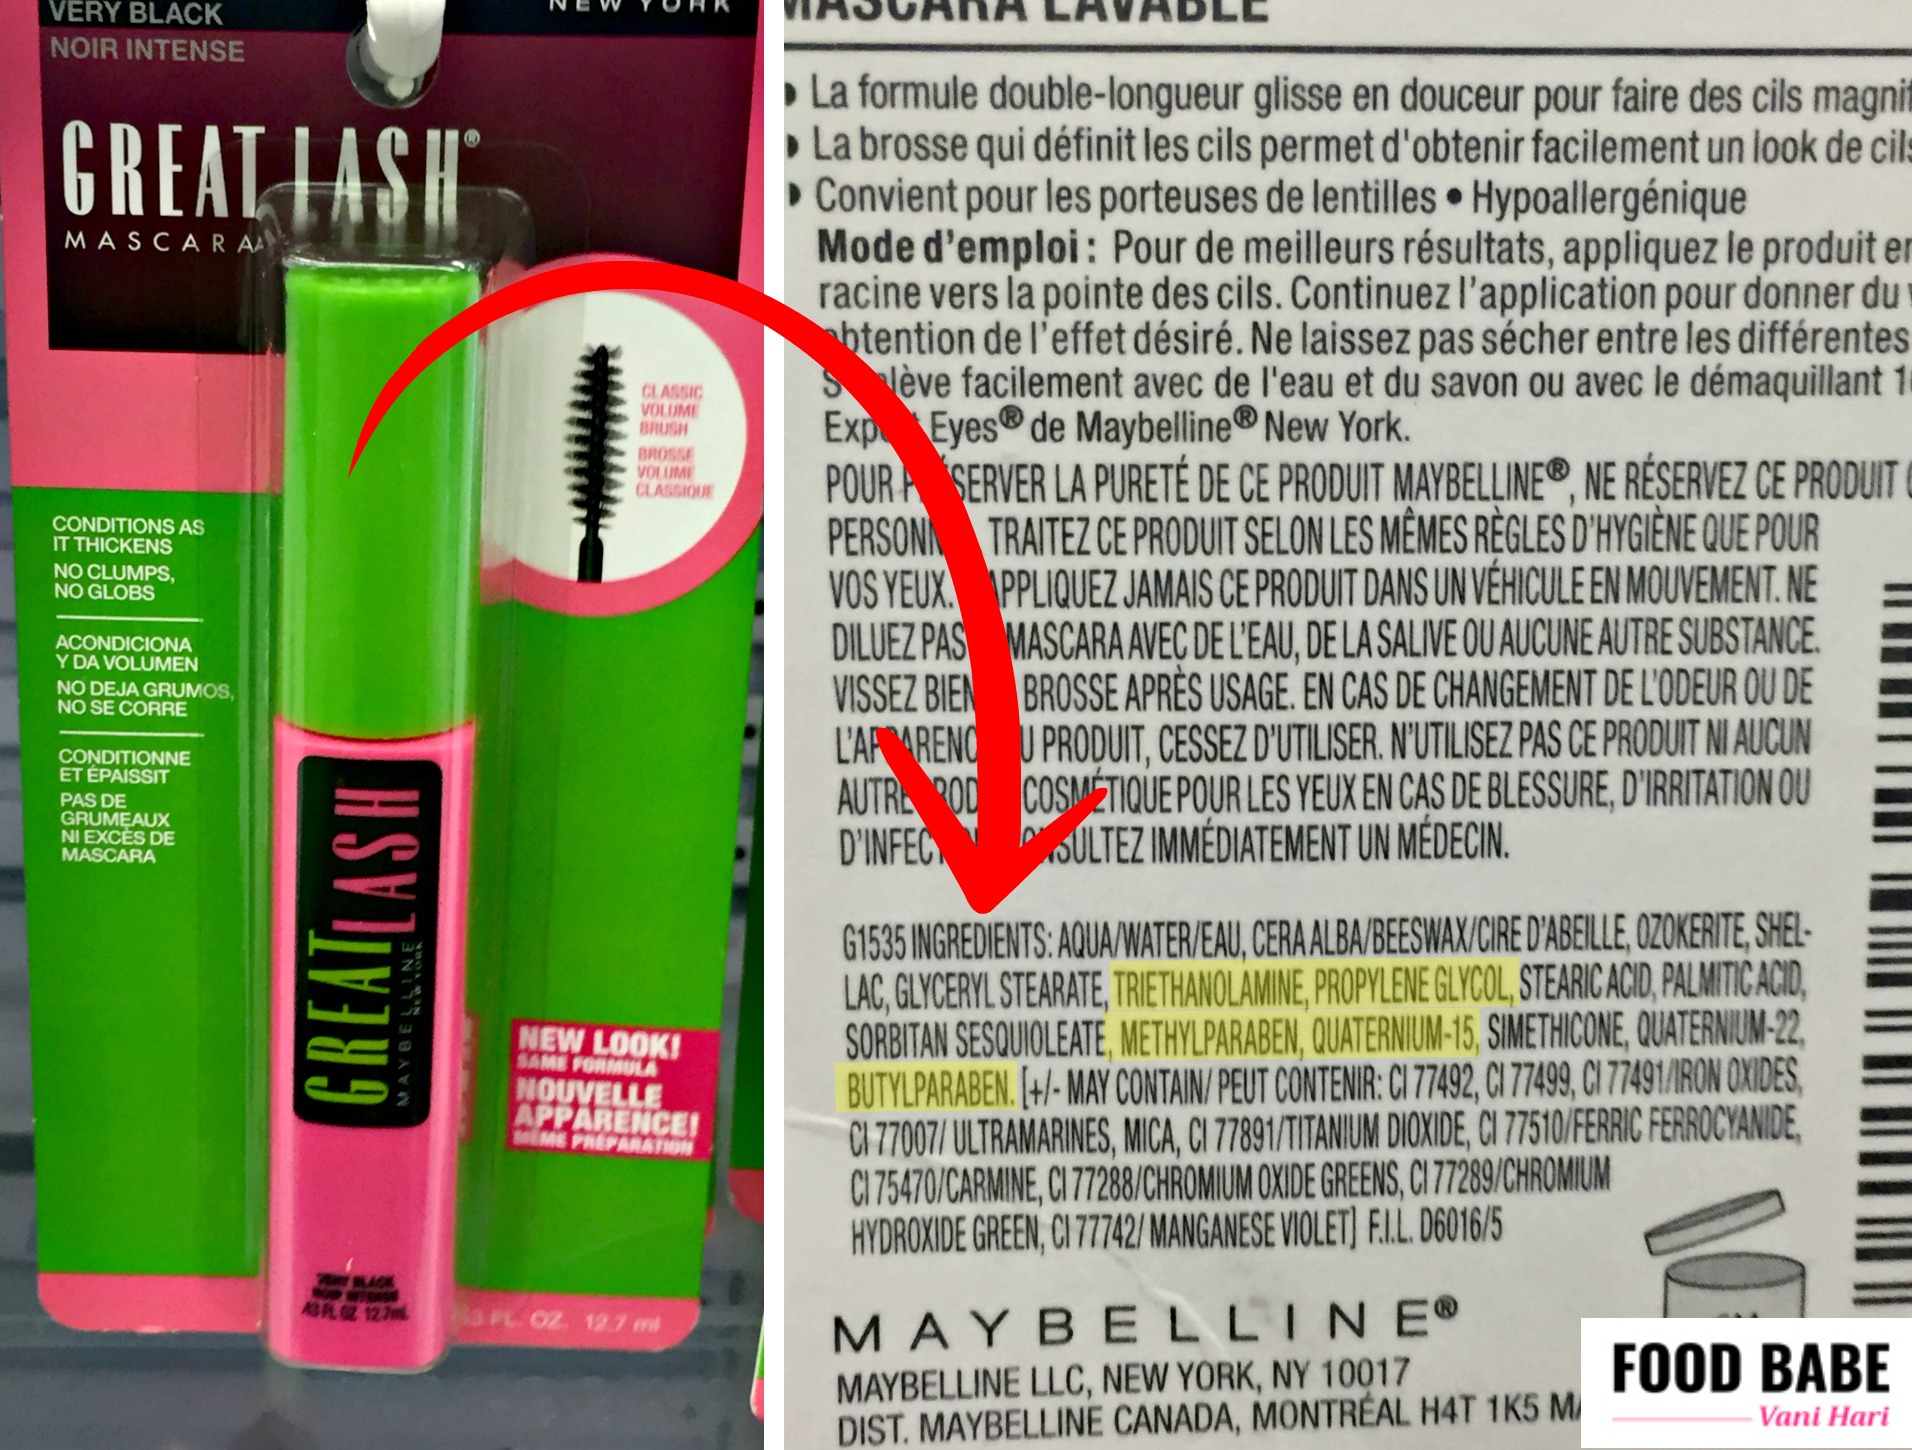 VERY BLACK
NOIR INTENSE
NEW YORK
GREAT LASH®
MASCARA
CLASSIC
VOLUME
BRUSH
BROSSE
VOLUME
CLASSIQUE
CONDITIONS AS
IT THICKENS
NO CLUMPS,
NO GLOBS
ACONDICIONA
Y DA VOLUMEN
NO DEJA GRUMOS,
NO SE CORRE
CONDITIONNE
ET ÉPAISSIT
PAS DE
GRUMEAUX
NI EXCÈS DE
MASCARA
GREAT LASH
MAYBELLINE
NEW YORK
NEW LOOK!
SAME FORMULA
NOUVELLE
APPARENCE!
MÊME PRÉPARATION
VERY BLACK
NOIR INTENSE
.43 FL. OZ. 12.7 mL
FL. OZ. 12.7 ml
MASCARA LAVABLE
La formule double-longueur glisse en douceur pour faire des cils
La brosse qui définit les cils permet d'obtenir facilement un look de
Convient pour les porteuses de lentilles • Hypoallergénique
Mode d'emploi : Pour de meilleurs résultats, appliquez le produit
racine vers la pointe des cils. Continuez l'application pour donner du
obtention de l'effet désiré. Ne laissez pas sécher entre les différentes
facilement avec de l'eau et du savon ou avec le démaquillant
Eyes® de Maybelline® New York.
POUR PRÉSERVER LA PURETÉ DE CE PRODUIT MAYBELLINE®, NE RÉSERVEZ CE PRODUIT
TRAITEZ CE PRODUIT SELON LES MÊMES RÈGLES D'HYGIÈNE QUE POUR
VOS YEUX. APPLIQUEZ JAMAIS CE PRODUIT DANS UN VÉHICULE EN MOUVEMENT. NE
DILUEZ PAS MASCARA AVEC DE L'EAU, DE LA SALIVE OU AUCUNE AUTRE SUBSTANCE.
VISSEZ BIEN BROSSE APRÈS USAGE. EN CAS DE CHANGEMENT DE L'ODEUR OU DE
L'APPARENCE PRODUIT, CESSEZ D'UTILISER. N'UTILISEZ PAS CE PRODUIT NI AUCUN
AUTRE COSMÉTIQUE POUR LES YEUX EN CAS DE BLESSURE, D'IRRITATION OU
CONSULTEZ IMMÉDIATEMENT UN MÉDECIN.
G1535 INGREDIENTS: AQUA/WATER/EAU, CERA ALBA/BEESWAX/CIRE D'ABEILLE, OZOKERITE, SHEL-
LAC, GLYCERYL STEARATE, TRIETHANOLAMINE, PROPYLENE GLYCOL, STEARIC ACID, PALMITIC ACID,
SORBITAN SESQUIOLEATE, METHYLPARABEN, QUATERNIUM-15, SIMETHICONE, QUATERNIUM-22,
BUTYLPARABEN. [+/- MAY CONTAIN/ PEUT CONTENIR: CI 77492, CI 77499, CI 77491/IRON OXIDES,
CI 77007/ ULTRAMARINES, MICA, CI 77891/TITANIUM DIOXIDE, CI 77510/FERRIC FERROCYANIDE,
CI 75470/CARMINE, CI 77288/CHROMIUM OXIDE GREENS, CI 77289/CHROMIUM
HYDROXIDE GREEN, CI 77742/ MANGANESE VIOLET] F.I.L. D6016/5
MAYBELLINE®
MAYBELLINE LLC, NEW YORK, NY 10017
DIST. MAYBELLINE CANADA, MONTRÉAL H4T 1K5
FOOD BABE
Vani Hari